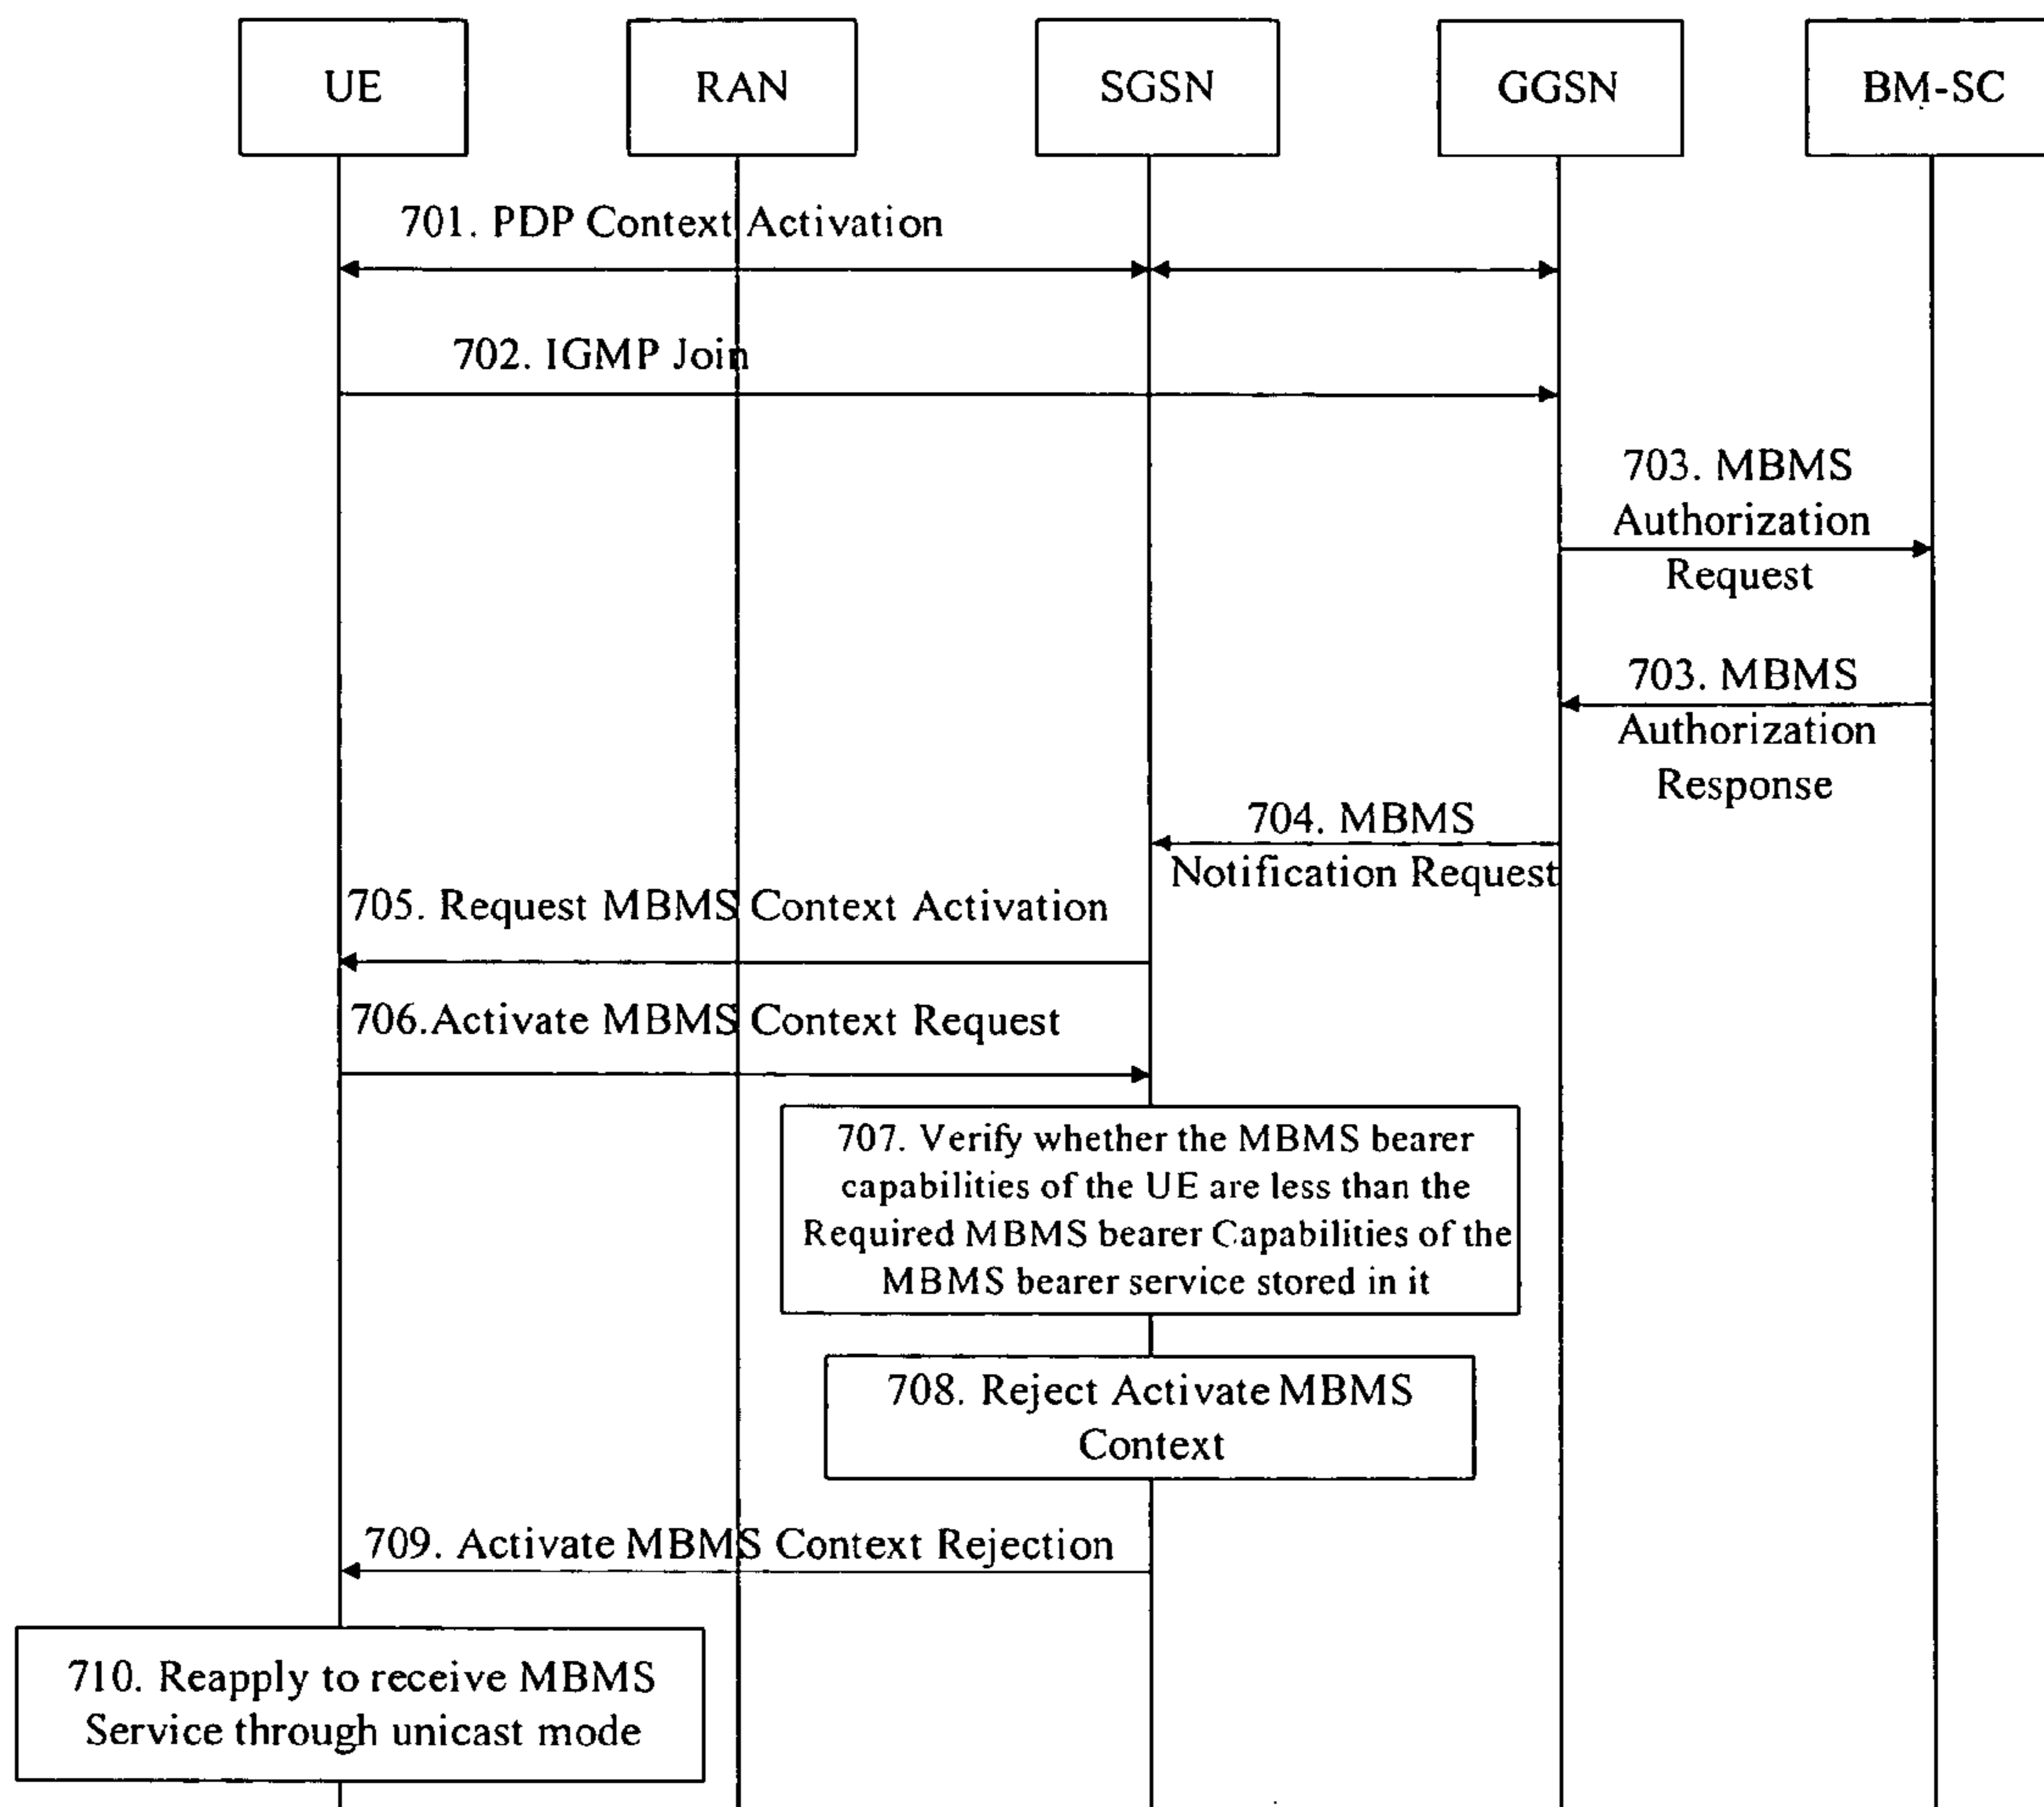 UE
RAN
SGSN
GGSN
BM-SC
701. PDP Context Activation
702. IGMP Join
703. MBMS
Authorization
Request
703. MBMS
Authorization
Response
704. MBMS
Notification Request
705. Request MBMS Context Activation
706.Activate MBMS Context Request
707. Verify whether the MBMS bearer
capabilities of the UE are less than the
Required MBMS bearer Capabilities of the
MBMS bearer service stored in it
708. Reject Activate MBMS
Context
709. Activate MBMS Context Rejection
710. Reapply to receive MBMS
Service through unicast mode